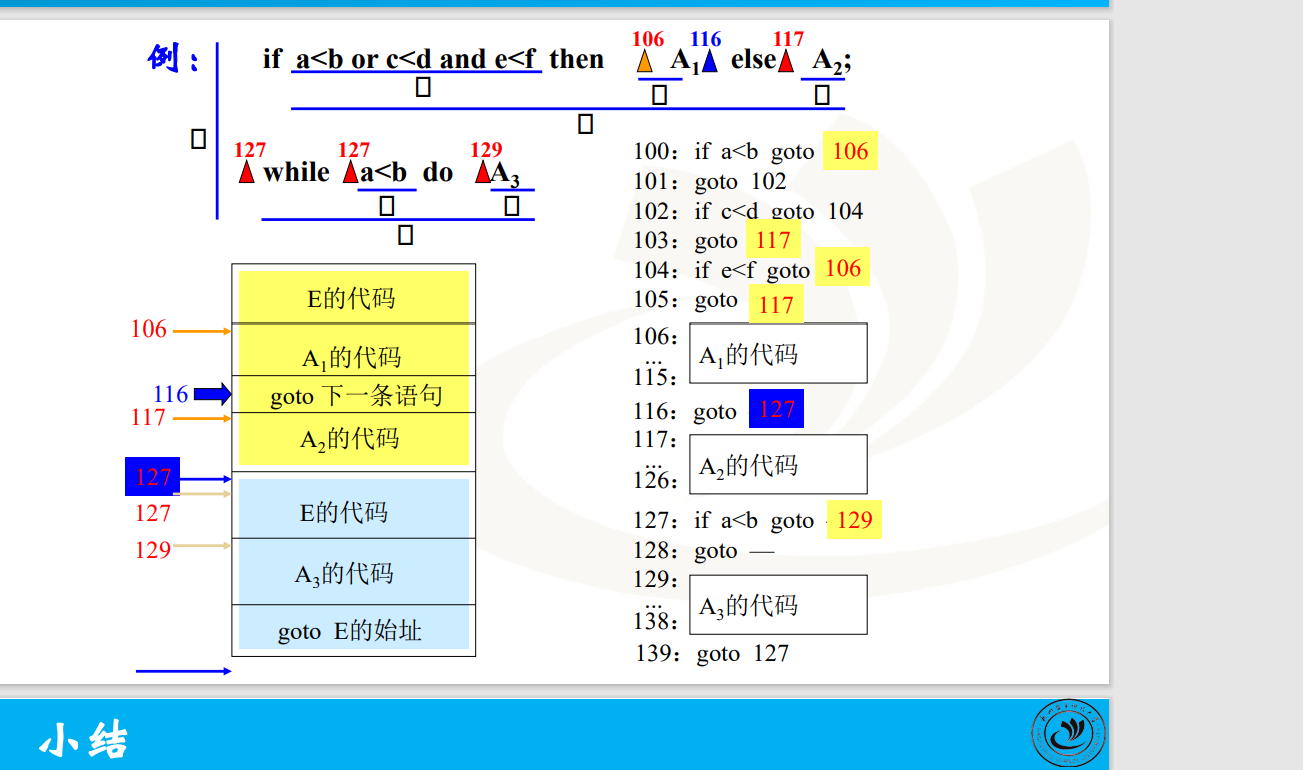 例：
if a<b or c<d and e<f then 106 A1 116 else 117 A2;
127 while 127 a<b do 129 A3
100： if a<b goto 106
101： goto 102
102： if c<d goto 104
103： goto 117
104： if e<f goto 106
105： goto 117
106：
...
115：
A1的代码
116： goto 127
117：
...
126：
A2的代码
127： if a<b goto 129
128： goto —
129：
...
138：
A3的代码
139： goto 127
E的代码
106
A1的代码
116
goto 下一条语句
117
A2的代码
127
127
E的代码
129
A3的代码
goto E的始址
小结